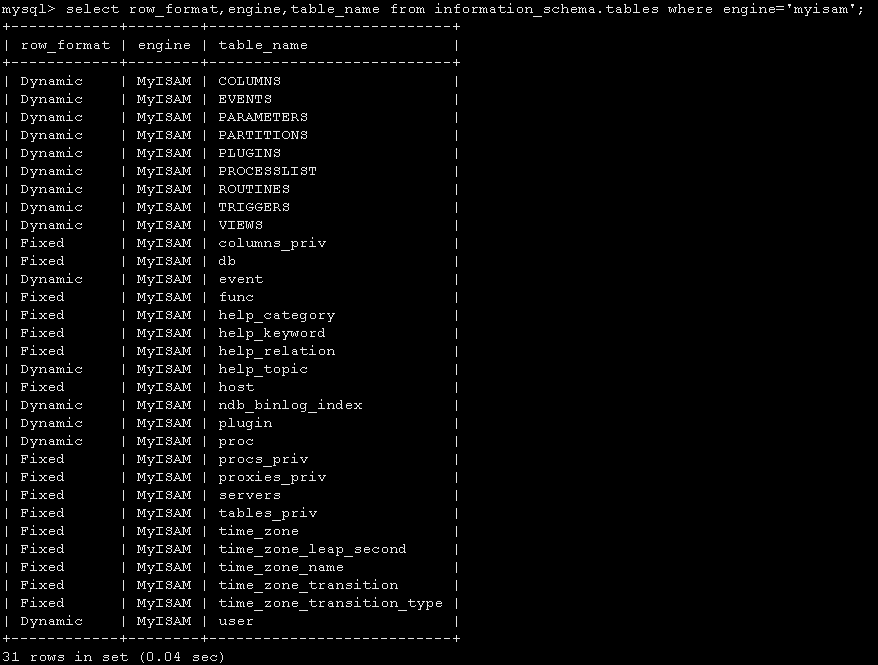 mysql> select row_format,engine,table_name from information_schema.tables where engine='myisam';
+------------+--------+---------------------------+
| row_format | engine | table_name                |
+------------+--------+---------------------------+
| Dynamic    | MyISAM | COLUMNS                   |
| Dynamic    | MyISAM | EVENTS                    |
| Dynamic    | MyISAM | PARAMETERS                |
| Dynamic    | MyISAM | PARTITIONS                |
| Dynamic    | MyISAM | PLUGINS                   |
| Dynamic    | MyISAM | PROCESSLIST               |
| Dynamic    | MyISAM | ROUTINES                  |
| Dynamic    | MyISAM | TRIGGERS                  |
| Dynamic    | MyISAM | VIEWS                     |
| Fixed      | MyISAM | columns_priv              |
| Fixed      | MyISAM | db                        |
| Dynamic    | MyISAM | event                     |
| Fixed      | MyISAM | func                      |
| Fixed      | MyISAM | help_category             |
| Fixed      | MyISAM | help_keyword              |
| Fixed      | MyISAM | help_relation             |
| Dynamic    | MyISAM | help_topic                |
| Fixed      | MyISAM | host                      |
| Dynamic    | MyISAM | ndb_binlog_index          |
| Dynamic    | MyISAM | plugin                    |
| Dynamic    | MyISAM | proc                      |
| Fixed      | MyISAM | procs_priv                |
| Fixed      | MyISAM | proxies_priv              |
| Fixed      | MyISAM | servers                   |
| Fixed      | MyISAM | tables_priv               |
| Fixed      | MyISAM | time_zone                 |
| Fixed      | MyISAM | time_zone_leap_second     |
| Fixed      | MyISAM | time_zone_name            |
| Fixed      | MyISAM | time_zone_transition      |
| Fixed      | MyISAM | time_zone_transition_type |
| Dynamic    | MyISAM | user                      |
+------------+--------+---------------------------+
31 rows in set (0.04 sec)